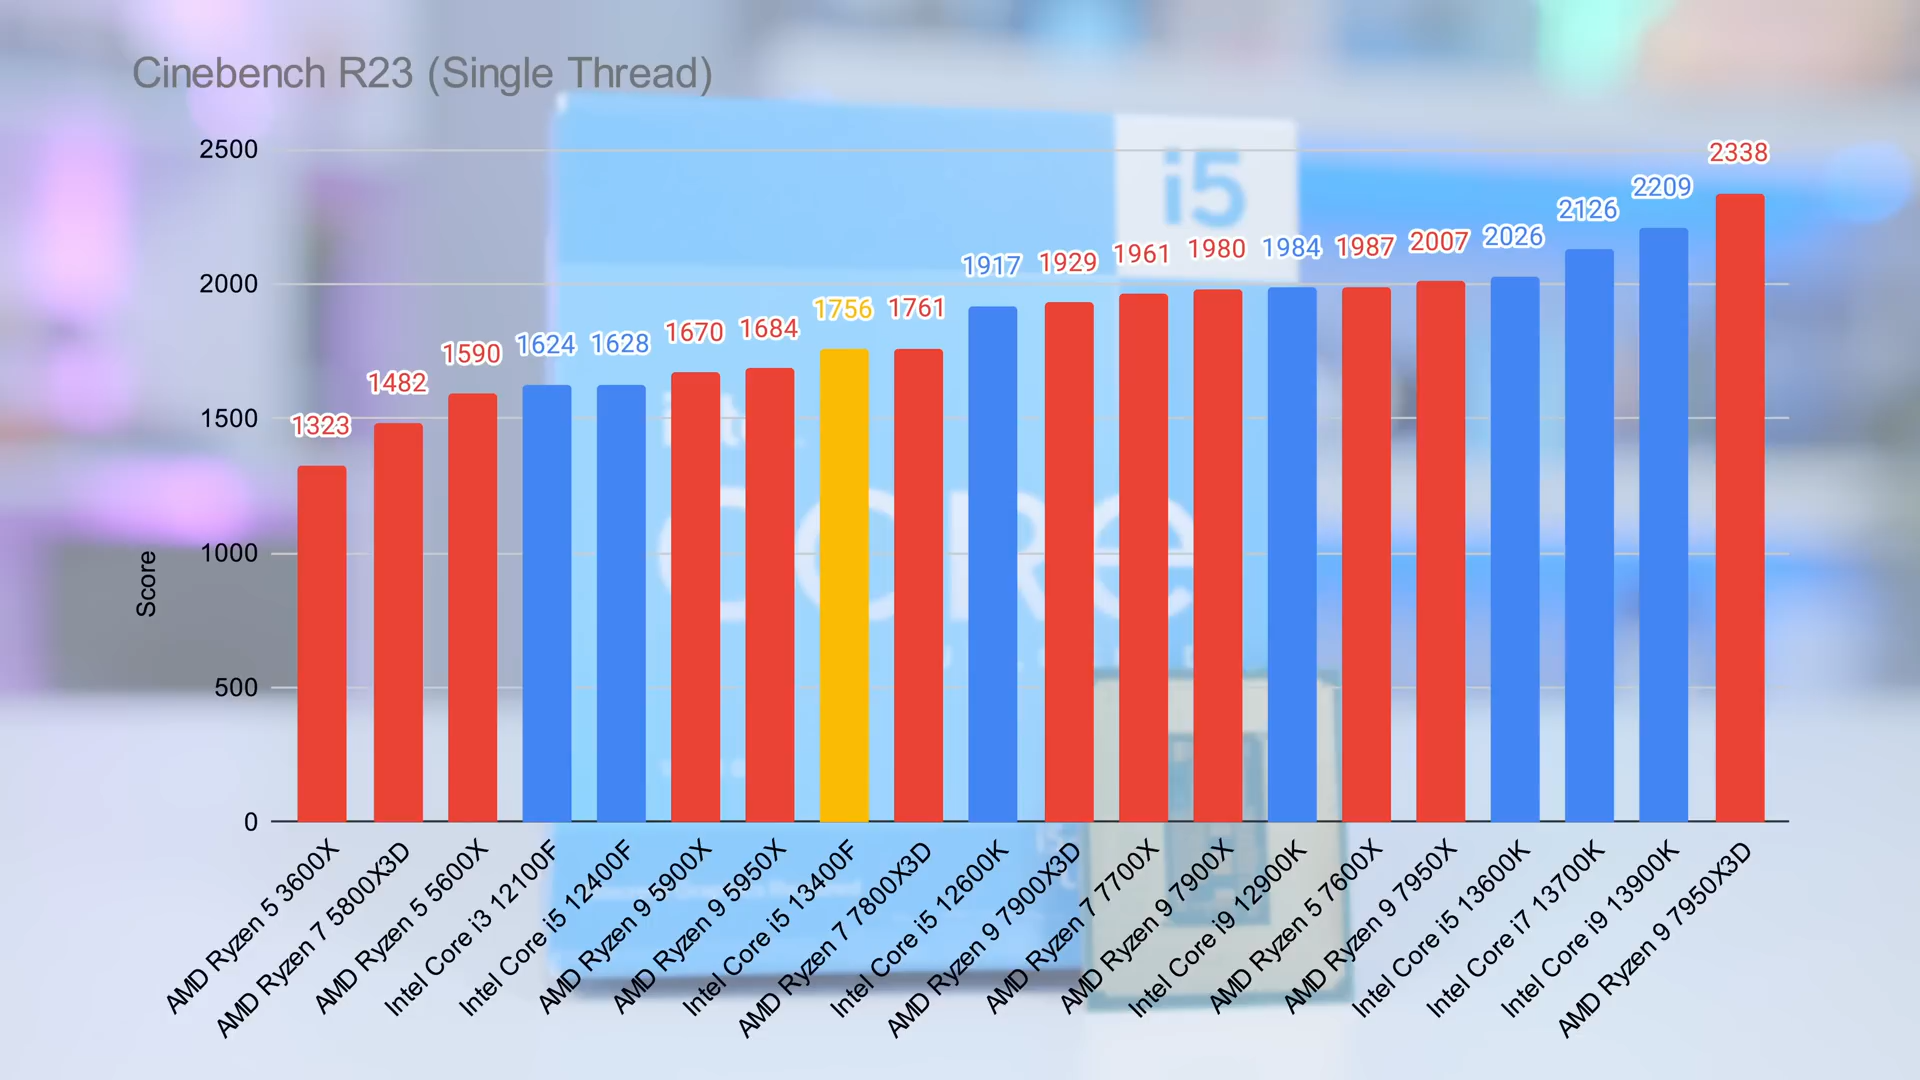 Cinebench R23 (Single Thread)
Score
2500
2000
1500
1000
500
0
1323
1482
1590
1624
1628
1670
1684
1756
1761
1917
1929
1961
1980
1984
1987
2007
2026
2126
2209
2338
AMD Ryzen 5 3600X
AMD Ryzen 7 5800X3D
AMD Ryzen 5 5600X
Intel Core i3 12100F
Intel Core i5 12400F
AMD Ryzen 9 5900X
AMD Ryzen 9 5950X
Intel Core i5 13400F
AMD Ryzen 7 7800X3D
Intel Core i5 12600K
AMD Ryzen 9 7900X3D
AMD Ryzen 7 7700X
AMD Ryzen 9 7900X
Intel Core i9 12900K
AMD Ryzen 5 7600X
AMD Ryzen 9 7950X
Intel Core i5 13600K
Intel Core i7 13700K
Intel Core i9 13900K
AMD Ryzen 9 7950X3D
i5
CORE